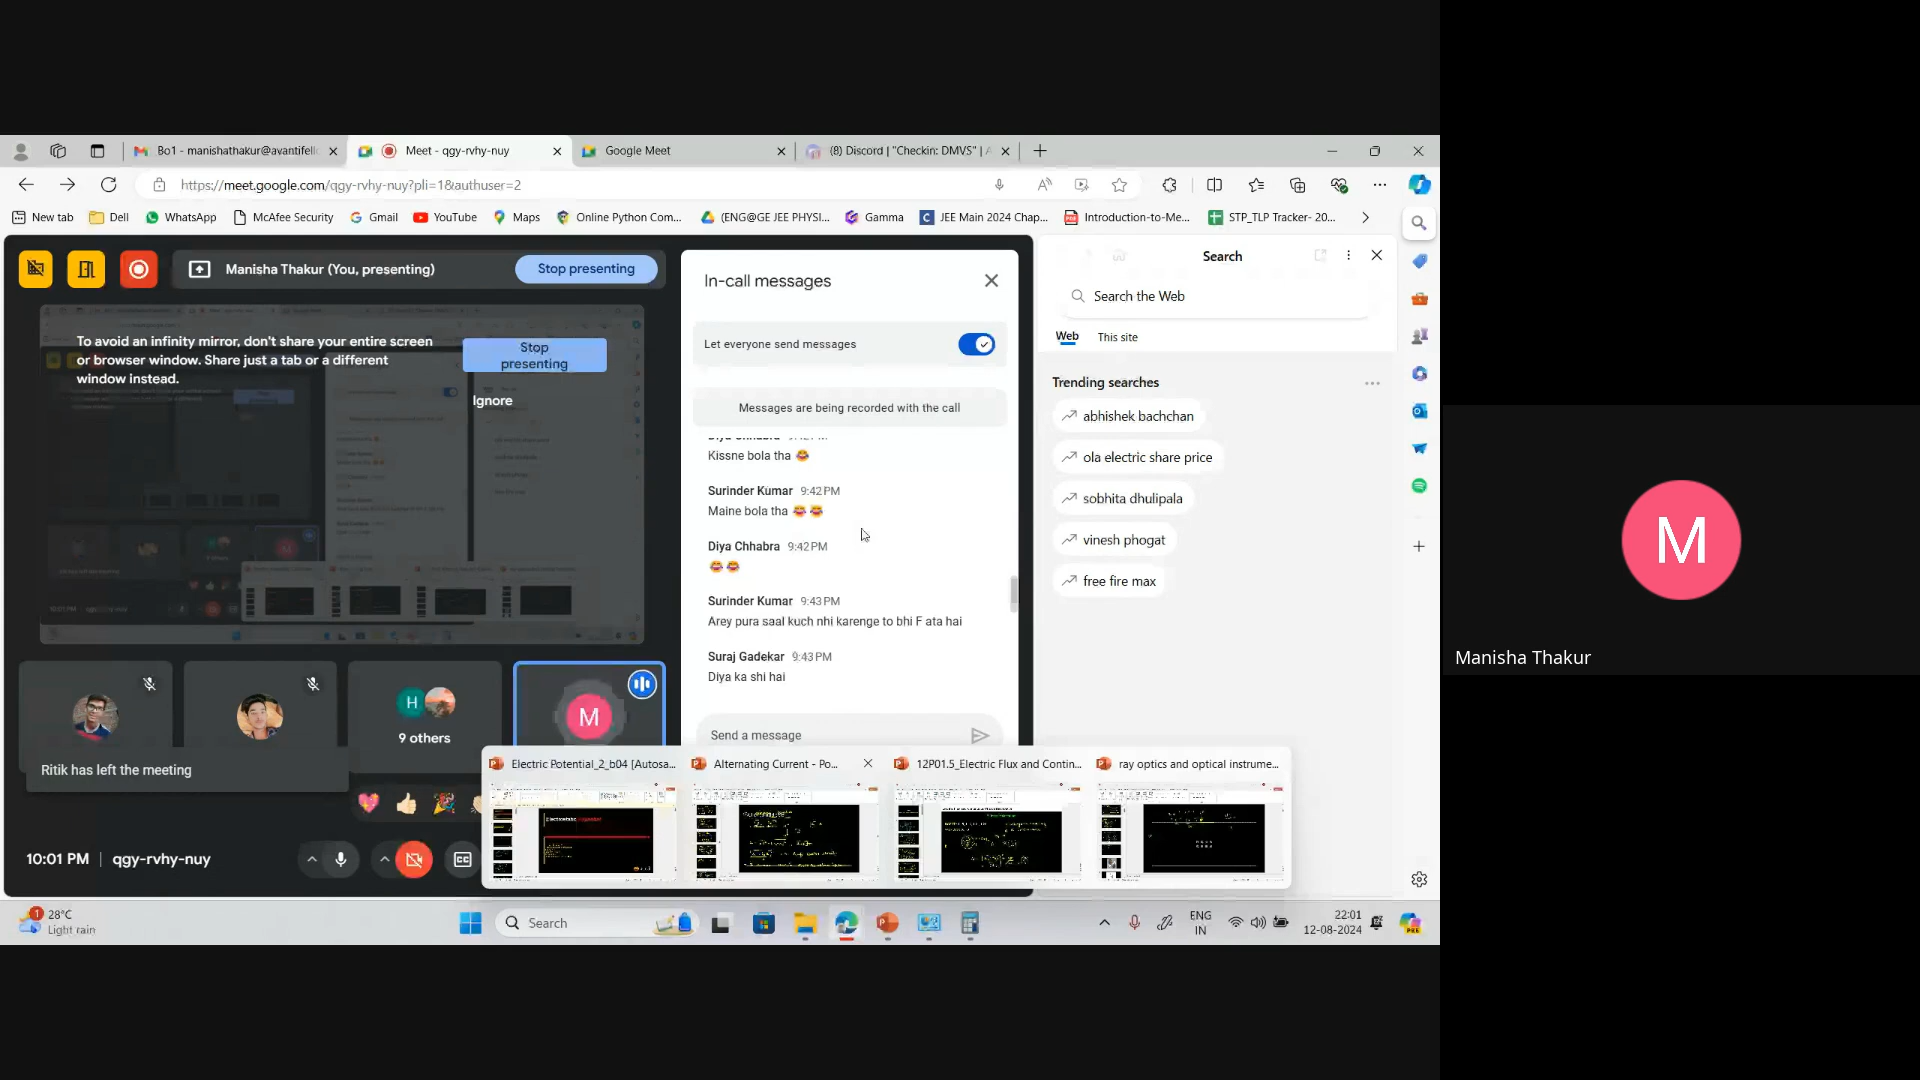 Bo1 - manishathakur@avantifell
Meet - qgy-rvhy-nuy
Google Meet
(8) Discord | "Checkin: DMVS" | A
https://meet.google.com/qgy-rvhy-nuy?pli=1&authuser=2
New tab
Dell
WhatsApp
McAfee Security
Gmail
YouTube
Maps
Online Python Com...
(ENG@GE JEE PHYSI...
Gamma
JEE Main 2024 Chap...
Introduction-to-Me...
STP_TLP Tracker- 20...
Manisha Thakur (You, presenting)
Stop presenting
To avoid an infinity mirror, don't share your entire screen
or browser window. Share just a tab or a different
window instead.
Stop
presenting
Ignore
In-call messages
Let everyone send messages
Messages are being recorded with the call
Diya Chhabra
Kissne bola tha 😂
Surinder Kumar 9:42 PM
Maine bola tha 😂😂
Diya Chhabra 9:42 PM
😂😂
Surinder Kumar 9:43 PM
Arey pura saal kuch nhi karenge to bhi F ata hai
Suraj Gadekar 9:43 PM
Diya ka shi hai
Send a message
Search
Search the Web
Web
This site
Trending searches
abhishek bachchan
ola electric share price
sobhita dhulipala
vinesh phogat
free fire max
H
9 others
M
Ritik has left the meeting
10:01 PM | qgy-rvhy-nuy
CC
Electric Potential_2_b04 [Autosa...
Alternating Current - Po...
12P01.5_Electric Flux and Contin...
ray optics and optical instrume...
1
28°C
Light rain
Search
ENG
IN
22:01
12-08-2024
M
Manisha Thakur